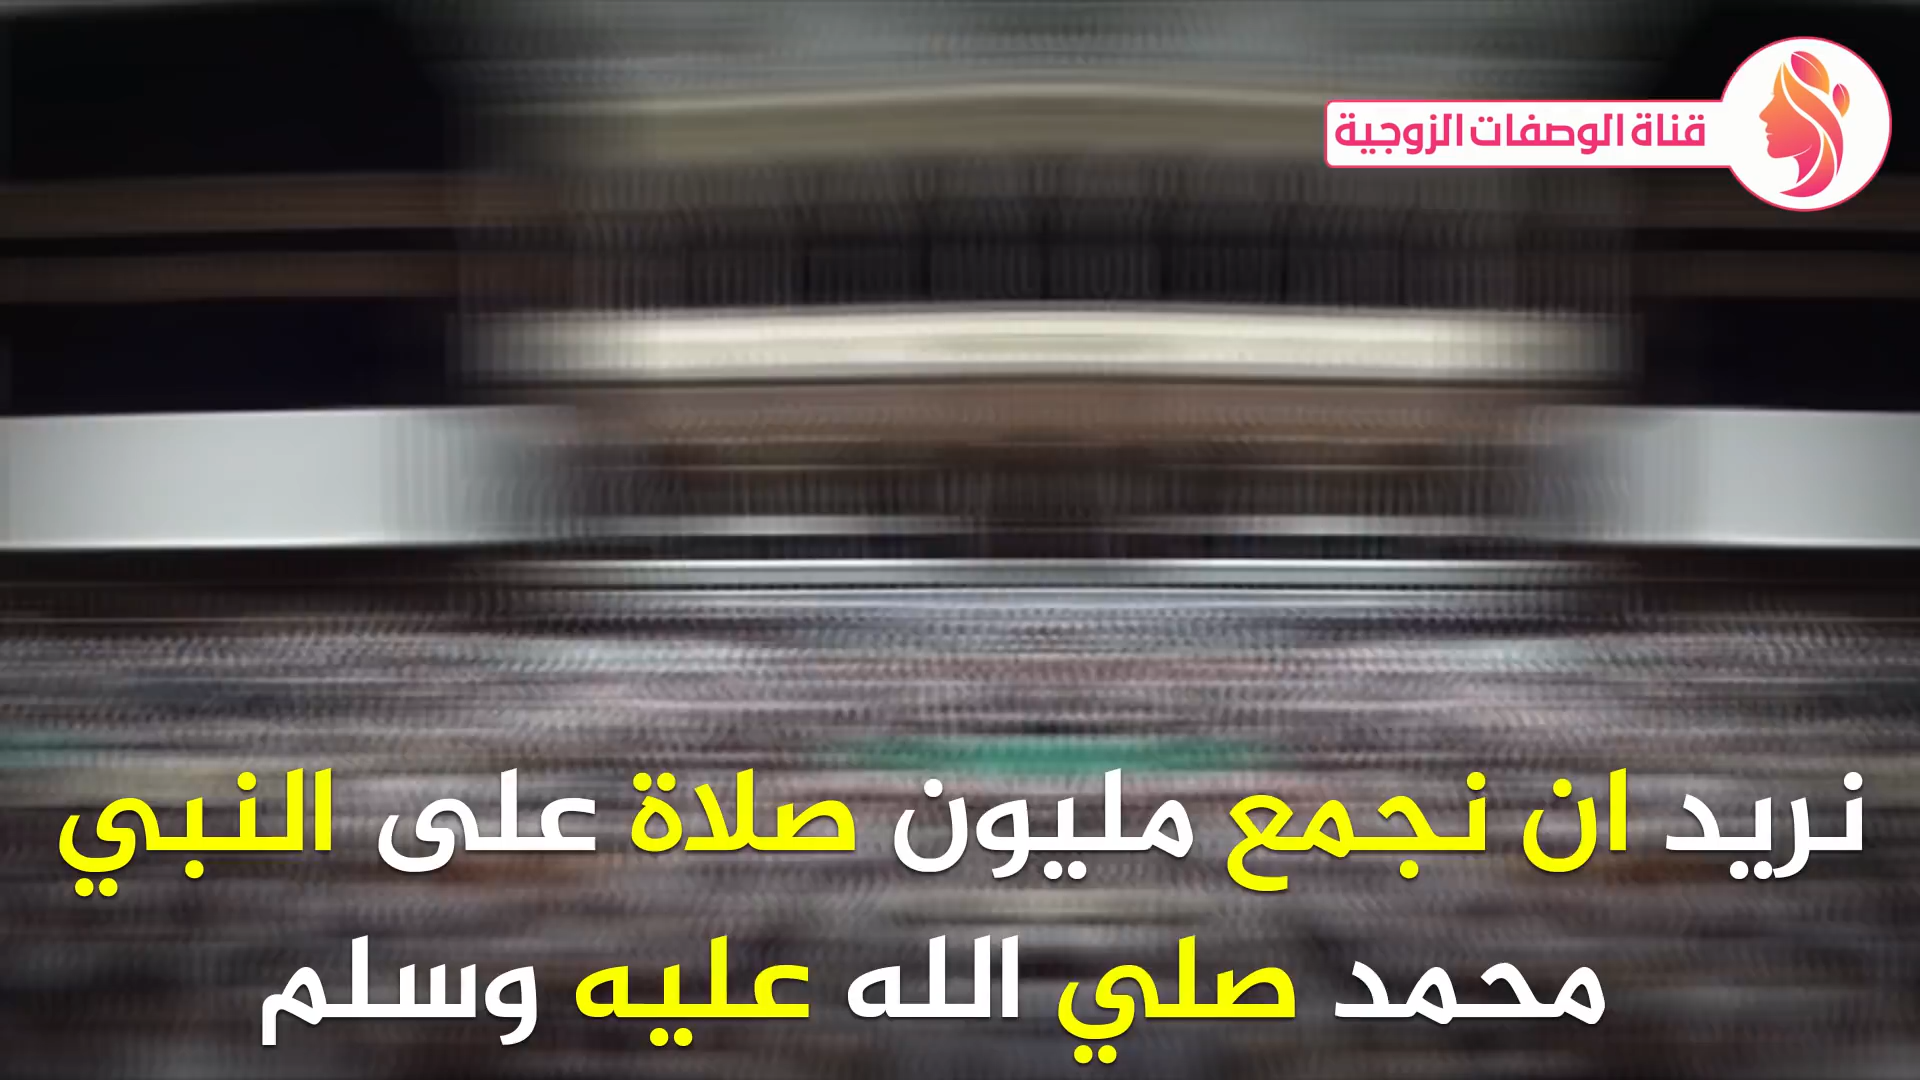 قناة الوصفات الزوجية
نريد ان نجمع مليون صلاة على النبي
محمد صلي الله عليه وسلم